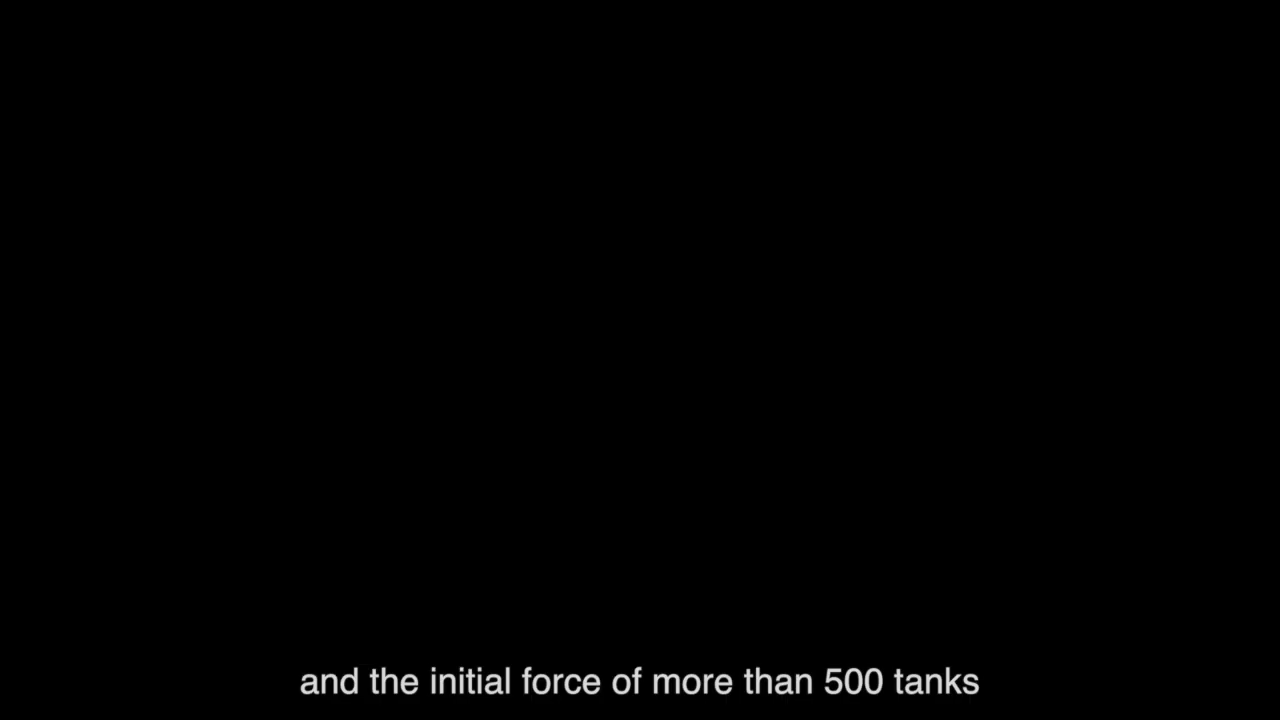 and the initial force of more than 500 tanks